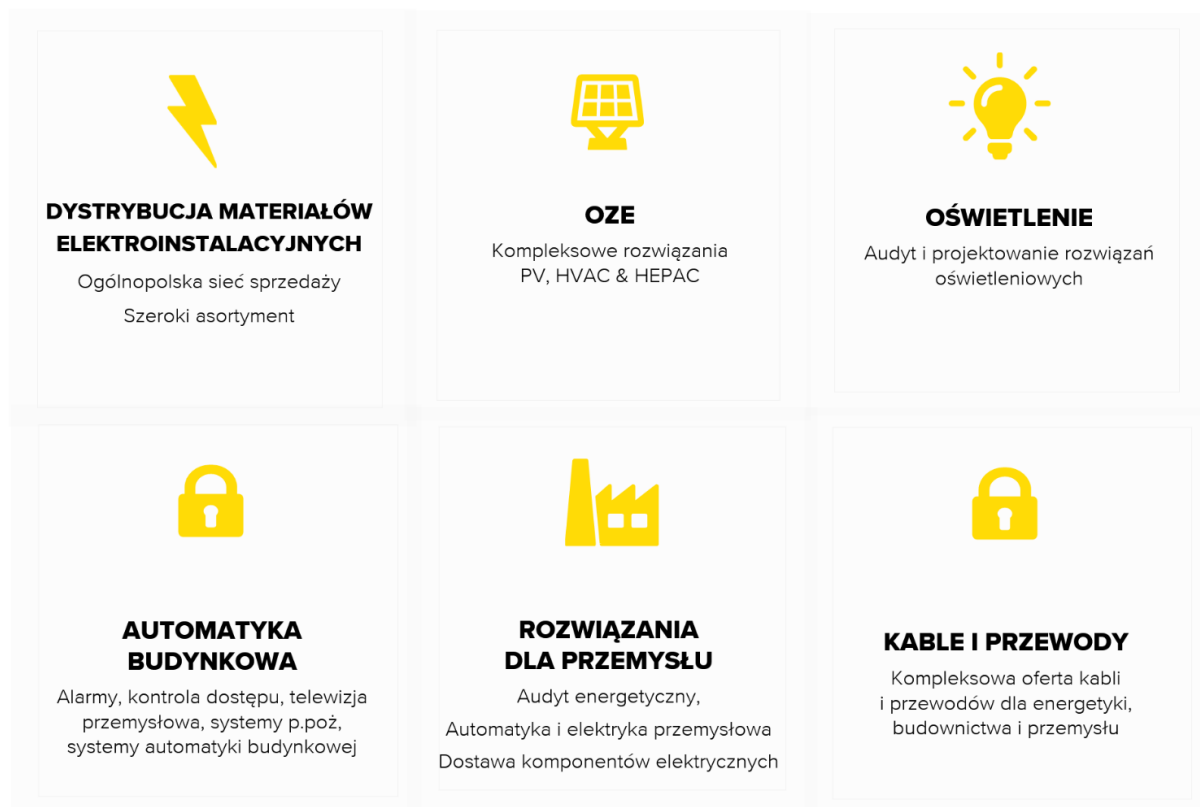 DYSTRYBUCJA MATERIAŁÓW
ELEKTROINSTALACYJNYCH
Ogólnopolska sieć sprzedaży
Szeroki asortyment
OZE
Kompleksowe rozwiązania
PV, HVAC & HEPAC
OŚWIETLENIE
Audyt i projektowanie rozwiązań
oświetleniowych
AUTOMATYKA
BUDYNKOWA
Alarmy, kontrola dostępu, telewizja
przemysłowa, systemy p.poż,
systemy automatyki budynkowej
ROZWIĄZANIA
DLA PRZEMYSŁU
Audyt energetyczny,
Automatyka i elektryka przemysłowa
Dostawa komponentów elektrycznych
KABLE I PRZEWODY
Kompleksowa oferta kabli
i przewodów dla energetyki,
budownictwa i przemysłu